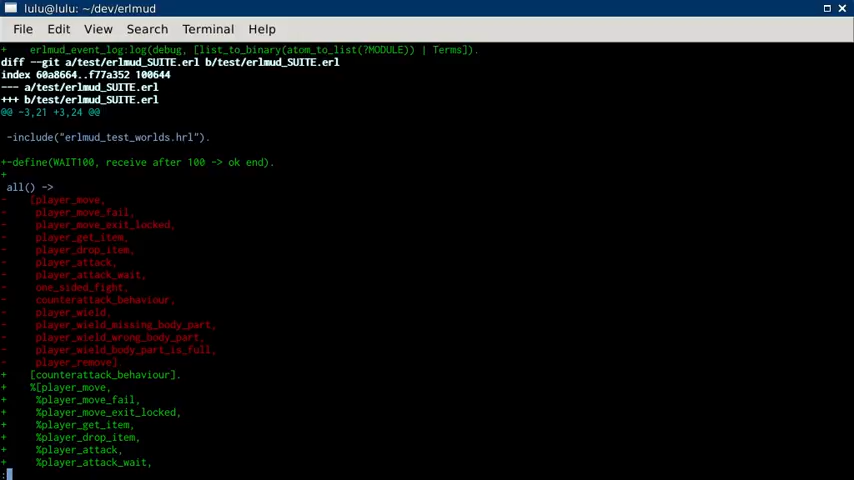 lulu@lulu: ~/dev/erlmud
File Edit View Search Terminal Help
+    erlmud_event_log:log(debug, [list_to_binary(atom_to_list(?MODULE)) | Terms]).
diff --git a/test/erlmud_SUITE.erl b/test/erlmud_SUITE.erl
index 60a8664..f77a352 100644
--- a/test/erlmud_SUITE.erl
+++ b/test/erlmud_SUITE.erl
@@ -3,21 +3,24 @@
 -include("erlmud_test_worlds.hrl").
+-define(WAIT100, receive after 100 -> ok end).
+
 all() ->
-    [player_move,
-     player_move_fail,
-     player_move_exit_locked,
-     player_get_item,
-     player_drop_item,
-     player_attack,
-     player_attack_wait,
-     one_sided_fight,
-     counterattack_behaviour,
-     player_wield,
-     player_wield_missing_body_part,
-     player_wield_wrong_body_part,
-     player_wield_body_part_is_full,
-     player_remove].
+    [counterattack_behaviour].
+    %[player_move,
+     %player_move_fail,
+     %player_move_exit_locked,
+     %player_get_item,
+     %player_drop_item,
+     %player_attack,
+     %player_attack_wait,
: